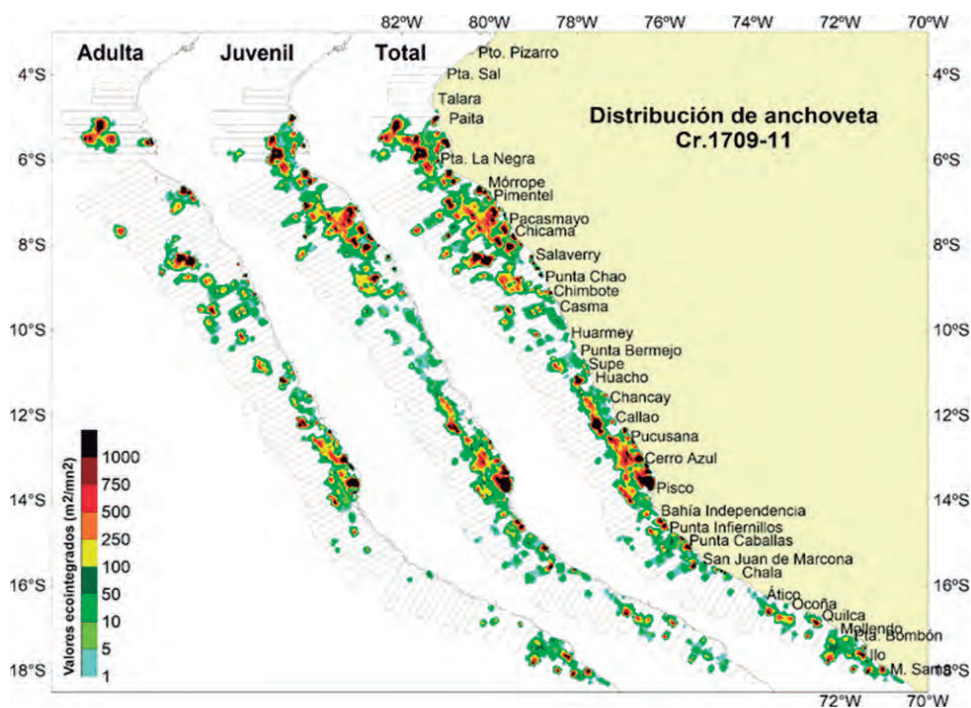 82°W 80°W 78°W 76°W 74°W 72°W 70°W
Adulta Juvenil Total
Pto. Pizarro
4°S 4°S
Pta. Sal
Talara
Paita
Distribución de anchoveta
Cr.1709-11
6°S Pta. La Negra 6°S
Mórrope
Pimentel
Pacasmayo
Chicama
8°S 8°S
Salaverry
Punta Chao
Chimbote
Casma
10°S Huarmey 10°S
Punta Bermejo
Supe
Huacho
Chancay
12°S Callao 12°S
Pucusana
Cerro Azul
Pisco
14°S 14°S
Bahía Independencia
Punta Infiernillos
Punta Caballas
San Juan de Marcona
Chala
16°S 16°S
Ático
Ocoña
Quilca
Mollendo
Pta. Bombón
Ilo
18°S M. Sama 18°S
72°W 70°W
Valoros ecointegrados (m2/mn2)
1000
750
500
250
100
50
10
5
1